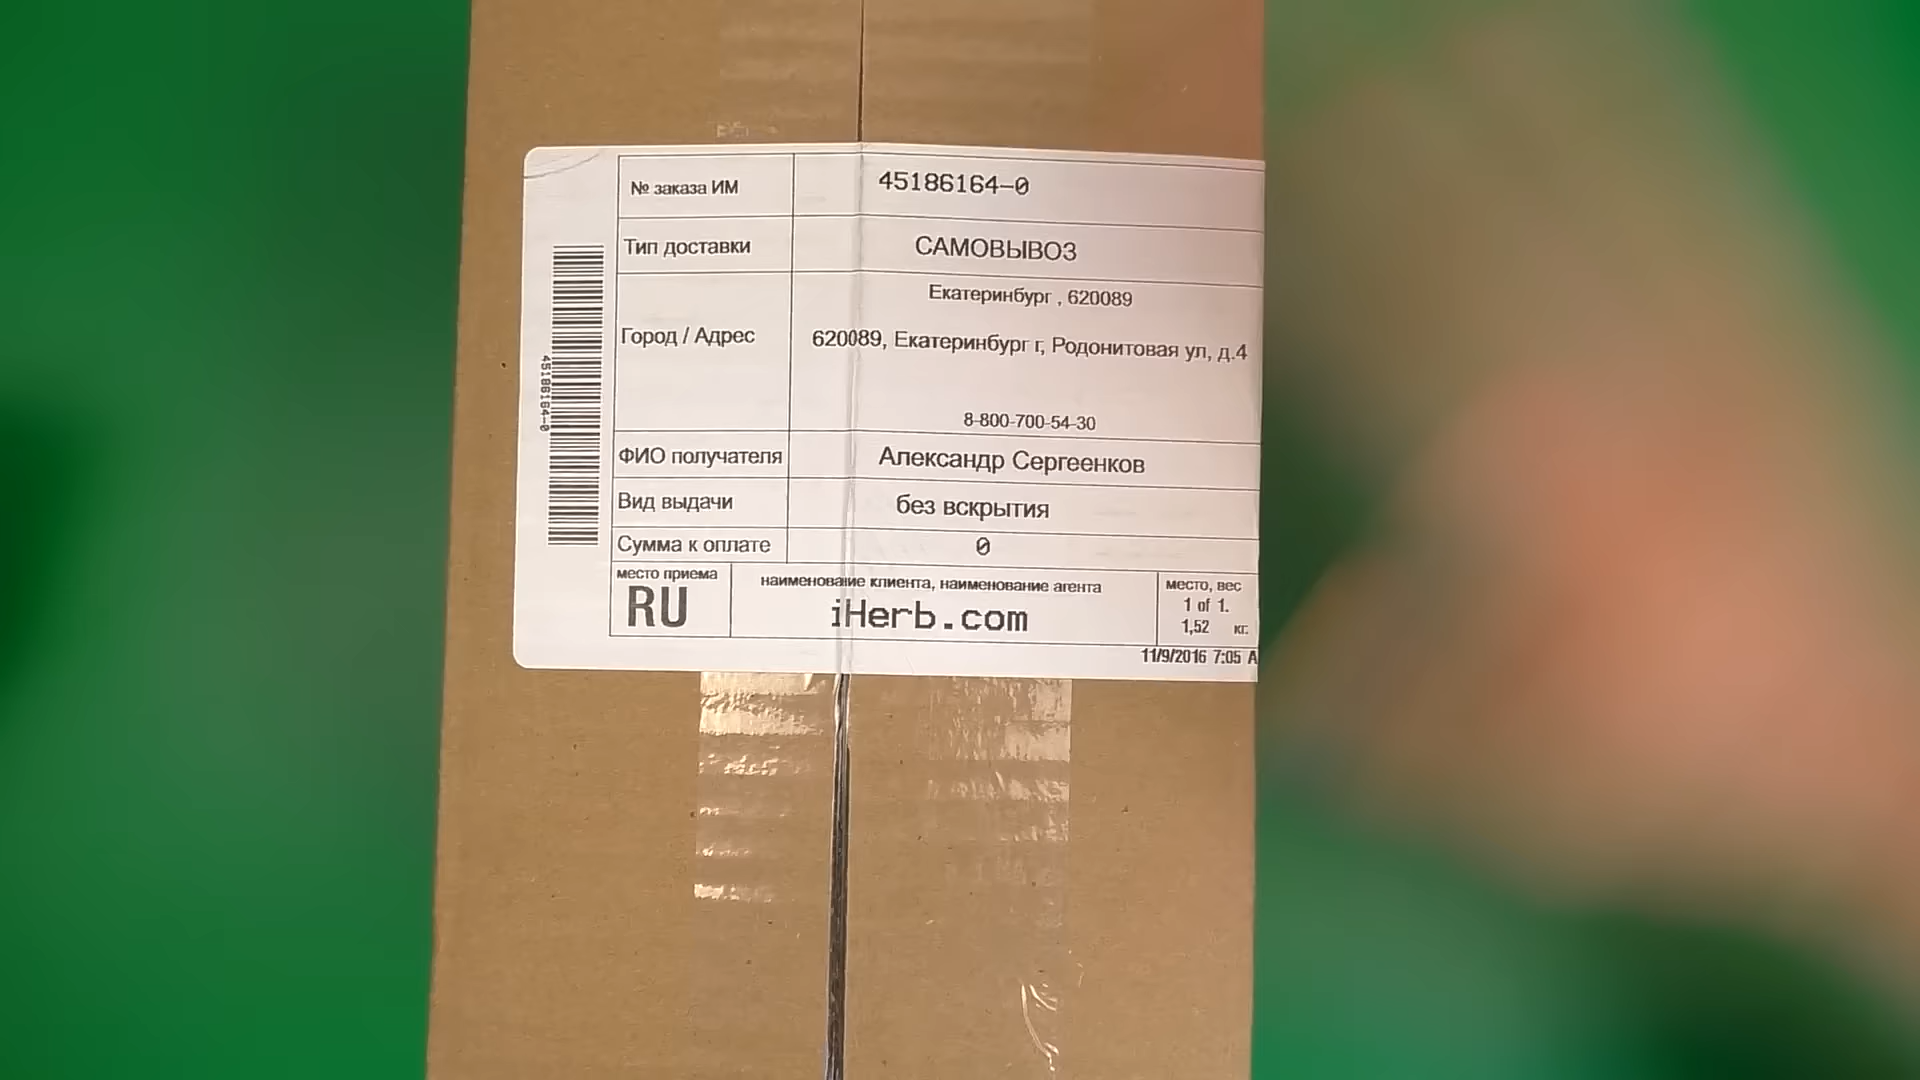 № заказа ИМ 45186164-0
Тип доставки САМОВЫВОЗ
Екатеринбург , 620089
Город / Адрес 620089, Екатеринбург г, Родонитовая ул, д.4
8-800-700-54-30
ФИО получателя Александр Сергеенков
Вид выдачи без вскрытия
Сумма к оплате 0
место приема наименование клиента, наименование агента место, вес
RU iHerb.com 1 of 1.
1,52 кг.
11/9/2016 7:05 A
45186164-0